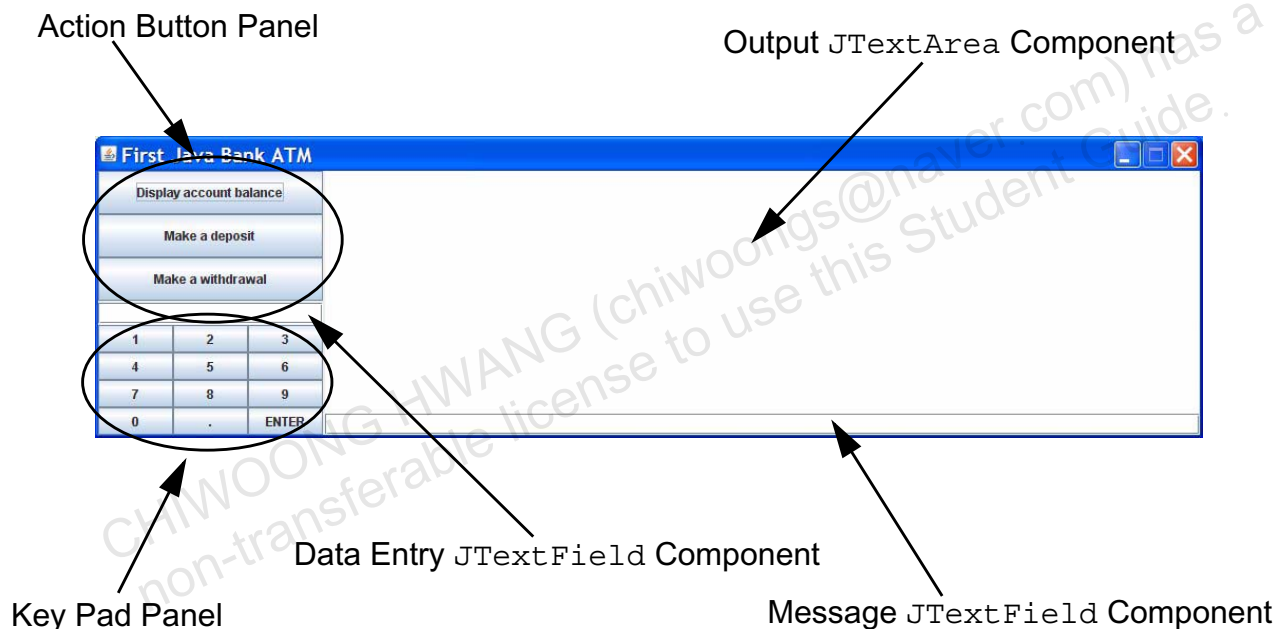 Action Button Panel
Output JTextArea Component
First Java Bank ATM
Display account balance
Make a deposit
Make a withdrawal
1 2 3
4 5 6
7 8 9
0 . ENTER
Data Entry JTextField Component
Key Pad Panel
Message JTextField Component
CHIWOONG HWANG (chiwoongs@naver.com) has a
non-transferable license to use this Student Guide.